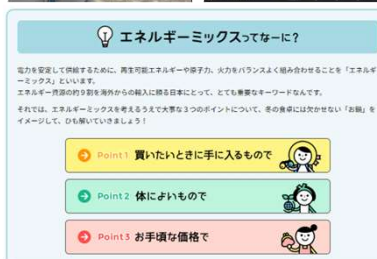 エネルギーミックスってなーに？
電力を安定して供給するために、再生可能エネルギーや原子力、火力をバランスよく組み合わせることを「エネルギ
ーミックス」といいます。
エネルギー資源の約9割を海外からの輸入に頼る日本にとって、とても重要なキーワードなんです。
それでは、エネルギーミックスを考えるうえで大事な3つのポイントについて、冬の食卓には欠かせない「お鍋」を
イメージして、ひも解いていきましょう！
Point 1 買いたいときに手に入るもので
Point 2 体によいもので
Point 3 お手頃な価格で